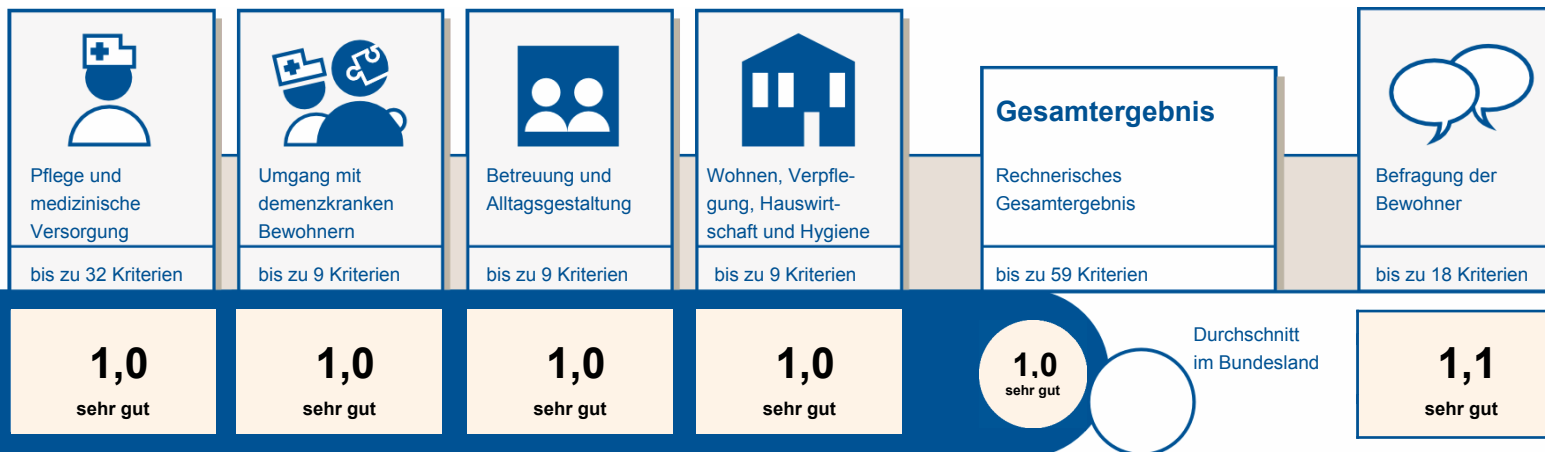 Pflege und
medizinische
Versorgung
bis zu 32 Kriterien
1,0
sehr gut
Umgang mit
demenzkranken
Bewohnern
bis zu 9 Kriterien
1,0
sehr gut
Betreuung und
Alltagsgestaltung
bis zu 9 Kriterien
1,0
sehr gut
Wohnen, Verpfle-
gung, Hauswirt-
schaft und Hygiene
bis zu 9 Kriterien
1,0
sehr gut
Gesamtergebnis
Rechnerisches
Gesamtergebnis
bis zu 59 Kriterien
1,0
sehr gut
Durchschnitt
im Bundesland
Befragung der
Bewohner
bis zu 18 Kriterien
1,1
sehr gut